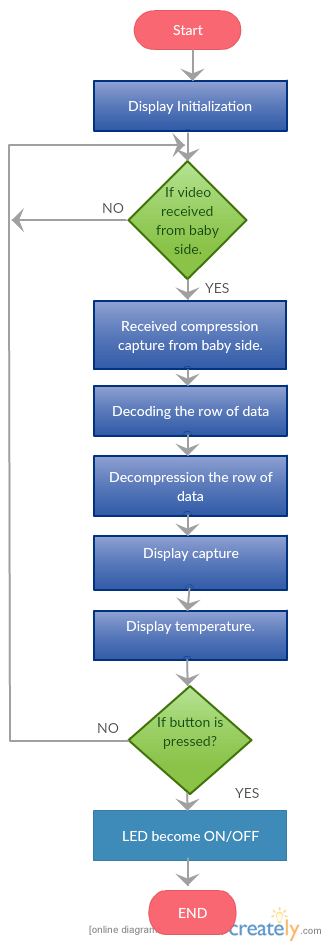 Start
Display Initialization
If video
received
from baby
side.
NO
YES
Received compression
capture from baby side.
Decoding the row of data
Decompression the row of
data
Display capture
Display temperature.
If button is
pressed?
NO
YES
LED become ON/OFF
END
[online diagram
creately.com